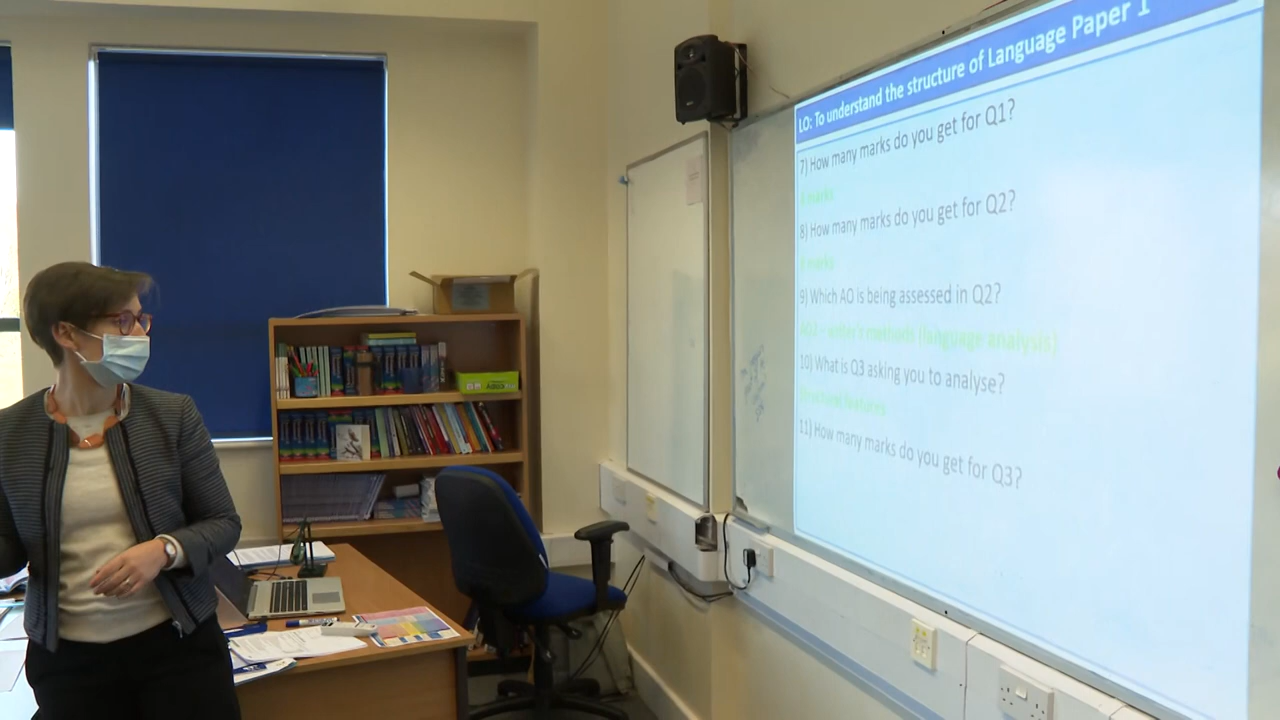 LO: To understand the structure of Language Paper 1
7) How many marks do you get for Q1?
marks
8) How many marks do you get for Q2?
marks
9) Which AO is being assessed in Q2?
AO2 – writer's methods (language analysis)
10) What is Q3 asking you to analyse?
Structural features
11) How many marks do you get for Q3?